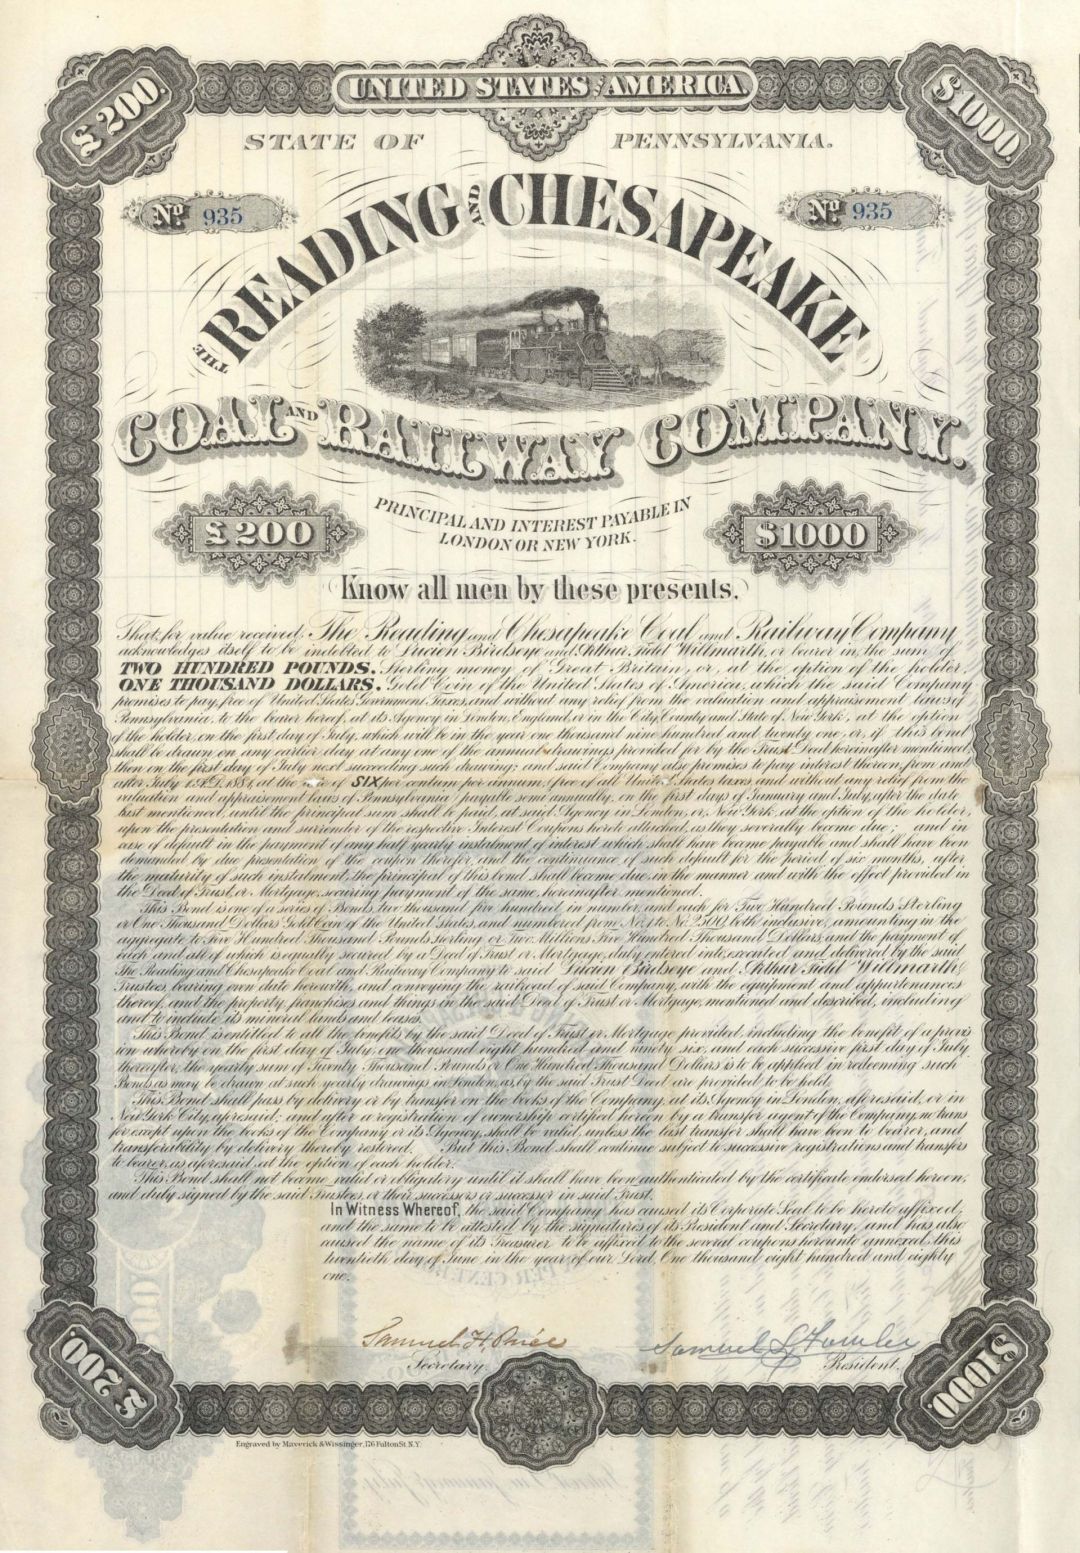 UNITED STATES OF AMERICA.
£200.
$1000.
STATE OF PENNSYLVANIA.
No. 935
No. 935
THE READING AND CHESAPEAKE
COAL AND RAILWAY COMPANY.
£200
PRINCIPAL AND INTEREST PAYABLE IN
LONDON OR NEW YORK.
$1000
Know all men by these presents.
That, for value received, The Reading and Chesapeake Coal and Railway Company
acknowledges itself to be indebted to Lucien Birdseye and Arthur Field Willmarth, or bearer in the sum of
TWO HUNDRED POUNDS. Sterling money of Great Britain, or, at the option of the holder,
ONE THOUSAND DOLLARS. Gold Coin of the United States of America, which the said Company
promises to pay, free of United States Government Taxes, and without any relief from the valuation and appraisement laws of
Pennsylvania, to the bearer hereof, at its Agency in London, England, or in the City, County and State of New York, at the option
of the holder, on the first day of July, which will be in the year one thousand nine hundred and twenty one, or, if this bond
shall be drawn on any earlier day at any one of the annual drawings provided for by the Trust Deed hereinafter mentioned,
then on the first day of July next succeeding such drawing; and said Company also promises to pay interest thereon, from and
after July 1 A.D. 1881, at the of SIX per centum per annum, (free of all United States taxes and without any relief from the
valuation and appraisement laws of Pennsylvania) payable semi annually, on the first days of January and July, after the date
last mentioned, until the principal sum shall be paid, at said Agency in London, or, New York, at the option of the holder,
upon the presentation and surrender of the respective Interest Coupons hereto attached, as they severally become due; and in
case of default in the payment of any half yearly instalment of interest which shall have become payable and shall have been
demanded by due presentation of the coupon therefor, and the continuance of such default for the period of six months, after
the maturity of such instalment, the principal of this bond shall become due in the manner and with the effect provided in
the Deed of Trust, or Mortgage, securing payment of the same, hereinafter mentioned.
This Bond is one of a series of Bonds two thousand five hundred, in number, and each for Two Hundred Pounds Sterling
or One Thousand Dollars Gold Coin of the United States, and numbered from No. 1, to No. 2500, both inclusive, amounting in the
aggregate to Five Hundred Thousand Pounds Sterling or Two Millions Five Hundred Thousand Dollars, and the payment of
each and all of which is equally secured by a Deed of Trust or Mortgage, duly entered into, executed and delivered, by the said
The Reading and Chesapeake Coal and Railway Company to said Lucien Birdseye and Arthur Field Willmarth,
Trustees, bearing even date herewith, and conveying the railroad of said Company, with the equipment and appurtenances
thereof, and the property, franchises and things in the said Deed of Trust or Mortgage, mentioned and described, including
and to include its mineral lands and leases.
This Bond is entitled to all the benefits by the said Deed of Trust or Mortgage provided, including the benefit of a provis
ion whereby on the first day of July, one thousand eight hundred and ninety six, and each successive first day of July
thereafter, the yearly sum of Twenty Thousand Pounds or One Hundred Thousand Dollars is to be applied in redeeming such
Bonds as may be drawn at such yearly drawings in London, as, by the said Trust Deed are provided to be held.
This Bond shall pass by delivery or by transfer on the books of the Company, at its Agency in London, aforesaid, or in
New York City, aforesaid; and after a registration of ownership certified hereon by a transfer agent of the Company, no trans
fer except upon the books of the Company or its Agency, shall be valid, unless the last transfer shall have been to bearer, and
transferability by delivery thereby restored. But this Bond shall continue subject to successive registrations and transfers
to bearer, as aforesaid, at the option of each holder.
This Bond shall not become valid or obligatory until it shall have been authenticated by the certificate endorsed hereon,
and duly signed by the said Trustees, or their successors or successor in said Trust.
In Witness Whereof, the said Company has caused its Corporate Seal to be hereto affixed,
and the same to be attested by the signatures of its President and Secretary, and has also
caused the name of its Treasurer to be affixed to the several coupons hereunto annexed, this
twentieth day of June in the year of our Lord, One thousand eight hundred and eighty
one.
Samuel H. Price
Secretary.
Samuel L. Fowler
President.
£200.
$1000.
Engraved by Maverick & Wissinger, 176 Fulton St. N.Y.